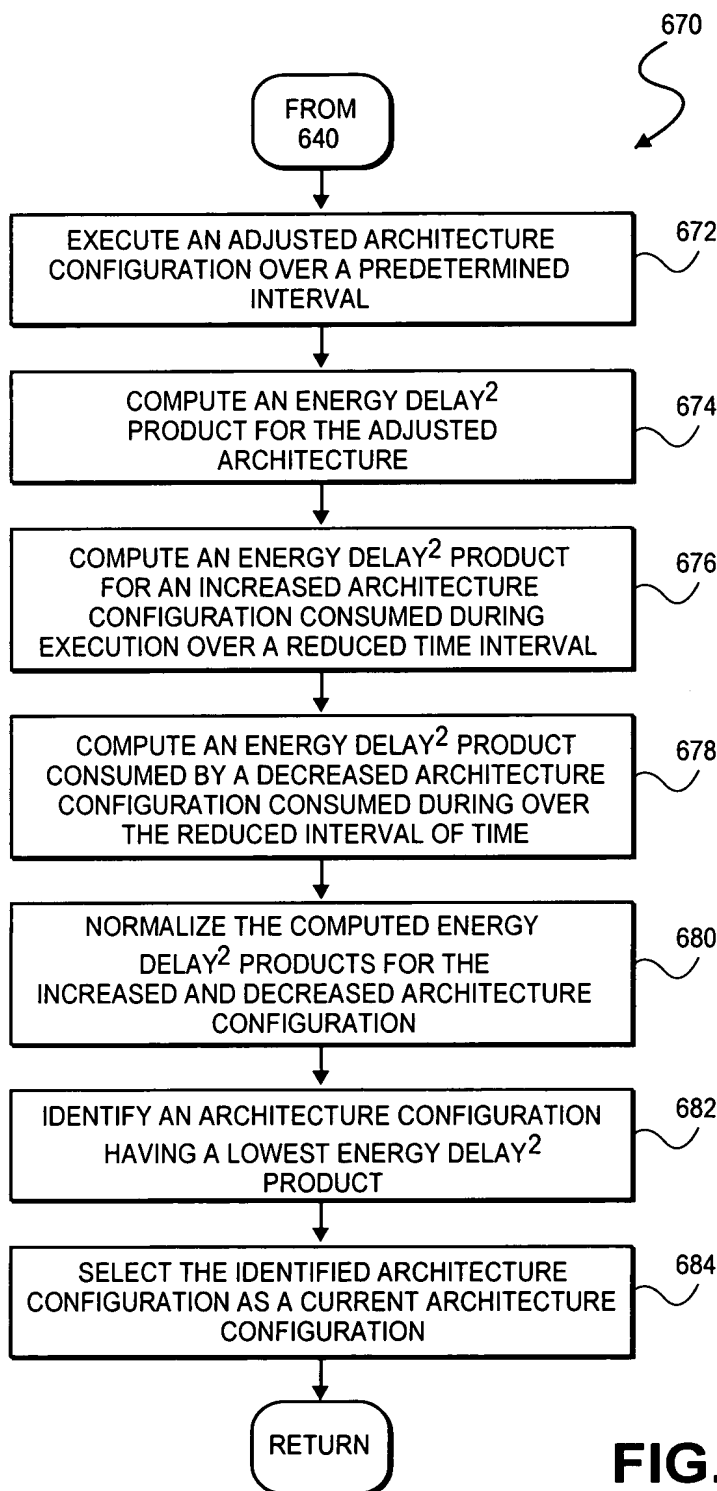 670
FROM
640
EXECUTE AN ADJUSTED ARCHITECTURE
CONFIGURATION OVER A PREDETERMINED
INTERVAL
672
COMPUTE AN ENERGY DELAY²
PRODUCT FOR THE ADJUSTED
ARCHITECTURE
674
COMPUTE AN ENERGY DELAY² PRODUCT
FOR AN INCREASED ARCHITECTURE
CONFIGURATION CONSUMED DURING
EXECUTION OVER A REDUCED TIME INTERVAL
676
COMPUTE AN ENERGY DELAY² PRODUCT
CONSUMED BY A DECREASED ARCHITECTURE
CONFIGURATION CONSUMED DURING OVER
THE REDUCED INTERVAL OF TIME
678
NORMALIZE THE COMPUTED ENERGY
DELAY² PRODUCTS FOR THE
INCREASED AND DECREASED ARCHITECTURE
CONFIGURATION
680
IDENTIFY AN ARCHITECTURE CONFIGURATION
HAVING A LOWEST ENERGY DELAY²
PRODUCT
682
SELECT THE IDENTIFIED ARCHITECTURE
CONFIGURATION AS A CURRENT ARCHITECTURE
CONFIGURATION
684
RETURN
FIG.